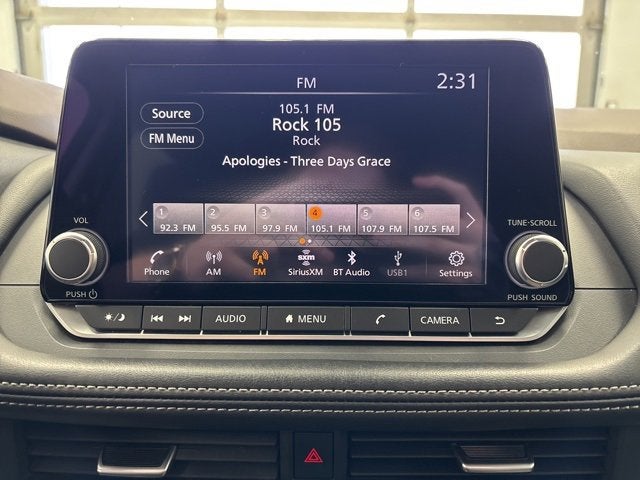 FM 2:31
Source
105.1 FM
Rock 105
FM Menu
Rock
Apologies - Three Days Grace
1 2 3 4 5 6
92.3 FM 95.5 FM 97.9 FM 105.1 FM 107.9 FM 107.5 FM
VOL
TUNE·SCROLL
sxm
Phone AM FM SiriusXM BT Audio USB1 Settings
PUSH
PUSH SOUND
AUDIO MENU CAMERA